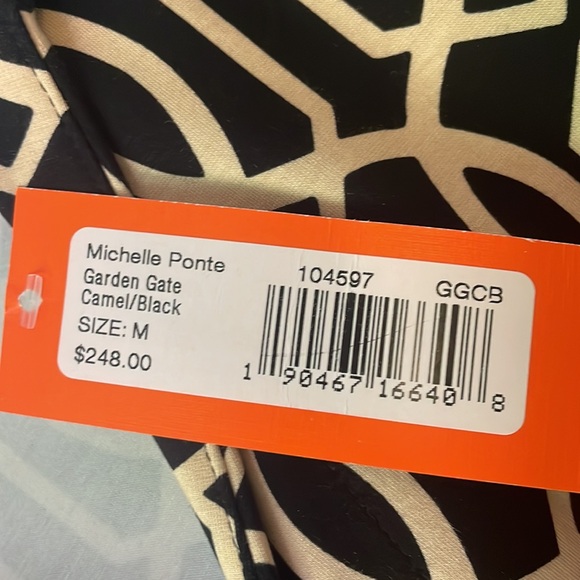 Michelle Ponte
Garden Gate
Camel/Black
SIZE: M
$248.00
104597 GGCB
1 90467 16640 8